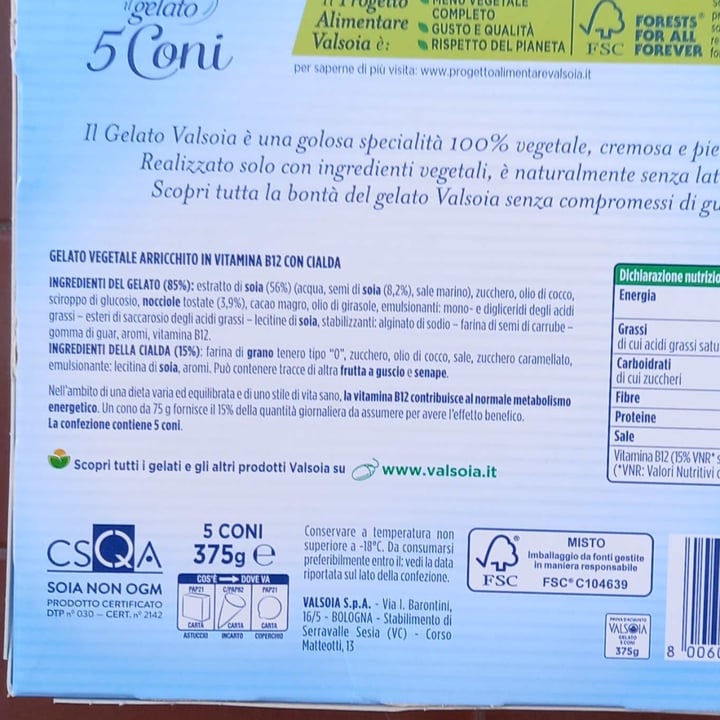 il gelato
5 Coni
Il Progetto
Alimentare
Valsoia è:
MENÙ VEGETALE
COMPLETO
GUSTO E QUALITÀ
RISPETTO DEL PIANETA
FSC
FORESTS
FOR ALL
FOREVER
per saperne di più visita: www.progettoalimentarevalsoia.it
Il Gelato Valsoia è una golosa specialità 100% vegetale, cremosa e pie
Realizzato solo con ingredienti vegetali, è naturalmente senza lat
Scopri tutta la bontà del gelato Valsoia senza compromessi di gu
GELATO VEGETALE ARRICCHITO IN VITAMINA B12 CON CIALDA
INGREDIENTI DEL GELATO (85%): estratto di soia (56%) (acqua, semi di soia (8,2%), sale marino), zucchero, olio di cocco,
sciroppo di glucosio, nocciole tostate (3,9%), cacao magro, olio di girasole, emulsionanti: mono- e digliceridi degli acidi
grassi – esteri di saccarosio degli acidi grassi – lecitine di soia, stabilizzanti: alginato di sodio – farina di semi di carrube –
gomma di guar, aromi, vitamina B12.
INGREDIENTI DELLA CIALDA (15%): farina di grano tenero tipo "0", zucchero, olio di cocco, sale, zucchero caramellato,
emulsionante: lecitina di soia, aromi. Può contenere tracce di altra frutta a guscio e senape.
Nell'ambito di una dieta varia ed equilibrata e di uno stile di vita sano, la vitamina B12 contribuisce al normale metabolismo
energetico. Un cono da 75 g fornisce il 15% della quantità giornaliera da assumere per avere l'effetto benefico.
La confezione contiene 5 coni.
Scopri tutti i gelati e gli altri prodotti Valsoia su www.valsoia.it
Dichiarazione nutrizio
Energia
Grassi
di cui acidi grassi satu
Carboidrati
di cui zuccheri
Fibre
Proteine
Sale
Vitamina B12 (15% VNR* s
(*VNR: Valori Nutritivi
CSQA
SOIA NON OGM
PRODOTTO CERTIFICATO
DTP n° 030 – CERT. n° 2142
5 CONI
375g e
COS'È DOVE VA
PAP21 C/PAP82 PAP21
CARTA CARTA CARTA
ASTUCCIO INCARTO COPERCHIO
Conservare a temperatura non
superiore a -18°C. Da consumarsi
preferibilmente entro il: vedi la data
riportata sul lato della confezione.
VALSOIA S.p.A. - Via I. Barontini,
16/5 - BOLOGNA - Stabilimento di
Serravalle Sesia (VC) - Corso
Matteotti, 13
FSC
MISTO
Imballaggio da fonti gestite
in maniera responsabile
FSC® C104639
PROVA D'ACQUISTO
VALSOIA
GELATO
5 CONI
375g
8 0060